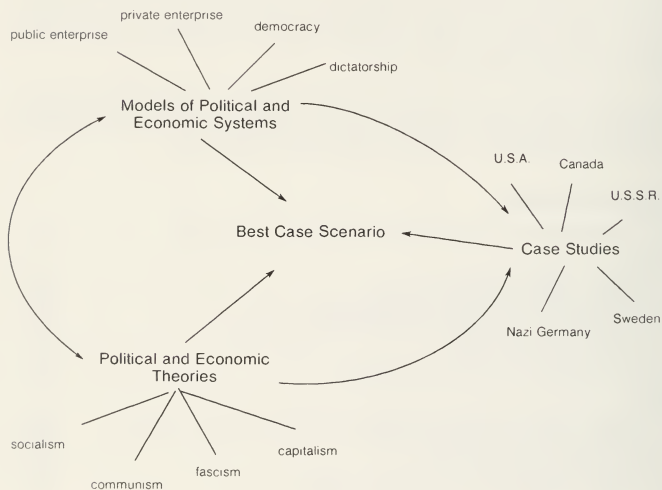 private enterprise
public enterprise
democracy
dictatorship
Models of Political and
Economic Systems
U.S.A.
Canada
U.S.S.R.
Best Case Scenario
Case Studies
Nazi Germany
Sweden
Political and Economic
Theories
socialism
communism
fascism
capitalism